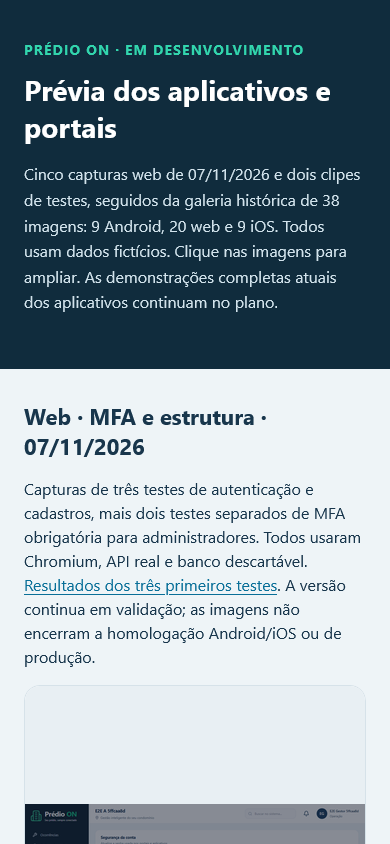 PRÉDIO ON · EM DESENVOLVIMENTO
Prévia dos aplicativos e
portais
Cinco capturas web de 07/11/2026 e dois clipes
de testes, seguidos da galeria histórica de 38
imagens: 9 Android, 20 web e 9 iOS. Todos
usam dados fictícios. Clique nas imagens para
ampliar. As demonstrações completas atuais
dos aplicativos continuam no plano.
Web · MFA e estrutura ·
07/11/2026
Capturas de três testes de autenticação e
cadastros, mais dois testes separados de MFA
obrigatória para administradores. Todos usaram
Chromium, API real e banco descartável.
Resultados dos três primeiros testes. A versão
continua em validação; as imagens não
encerram a homologação Android/iOS ou de
produção.
Prédio ON
Segurança da conta